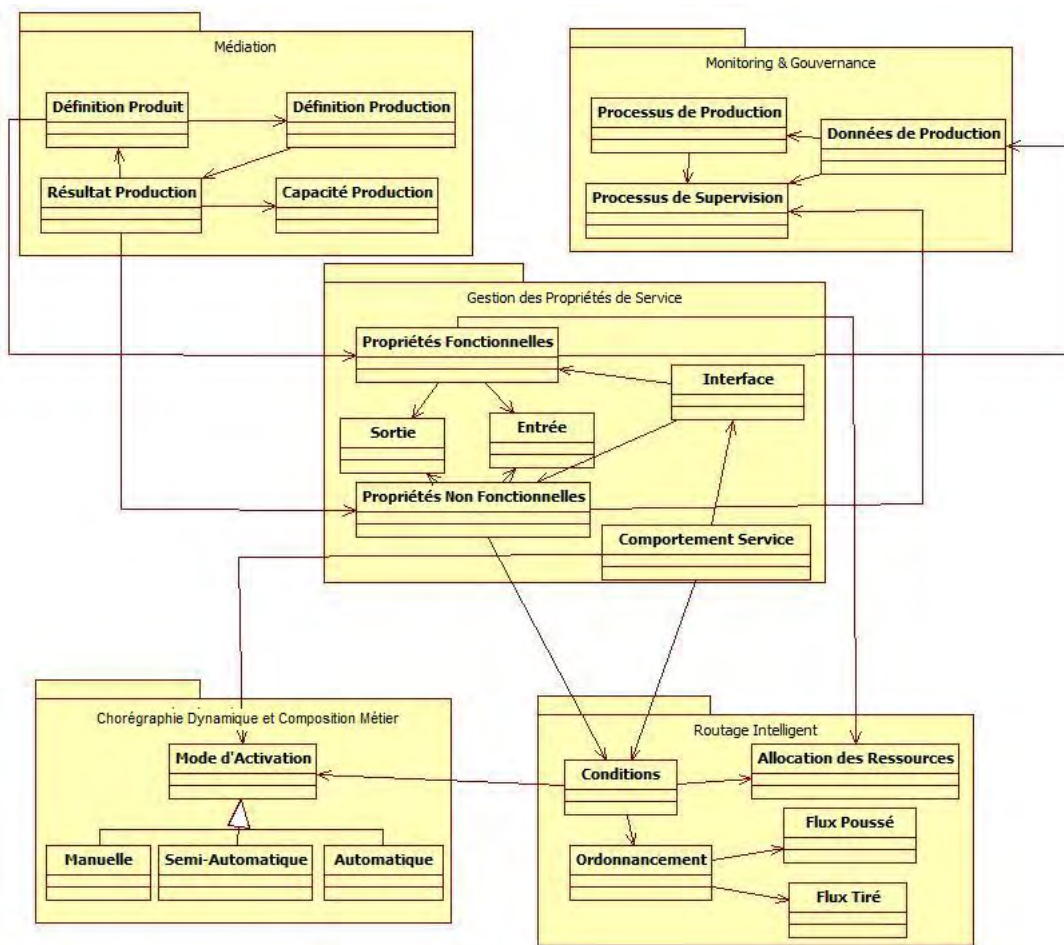 Médiation
Définition Produit
Définition Production
Résultat Production
Capacité Production
Monitoring & Gouvernance
Processus de Production
Données de Production
Processus de Supervision
Gestion des Propriétés de Service
Propriétés Fonctionnelles
Interface
Sortie
Entrée
Propriétés Non Fonctionnelles
Comportement Service
Chorégraphie Dynamique et Composition Métier
Mode d'Activation
Manuelle
Semi-Automatique
Automatique
Routage Intelligent
Conditions
Allocation des Ressources
Ordonnancement
Flux Poussé
Flux Tiré